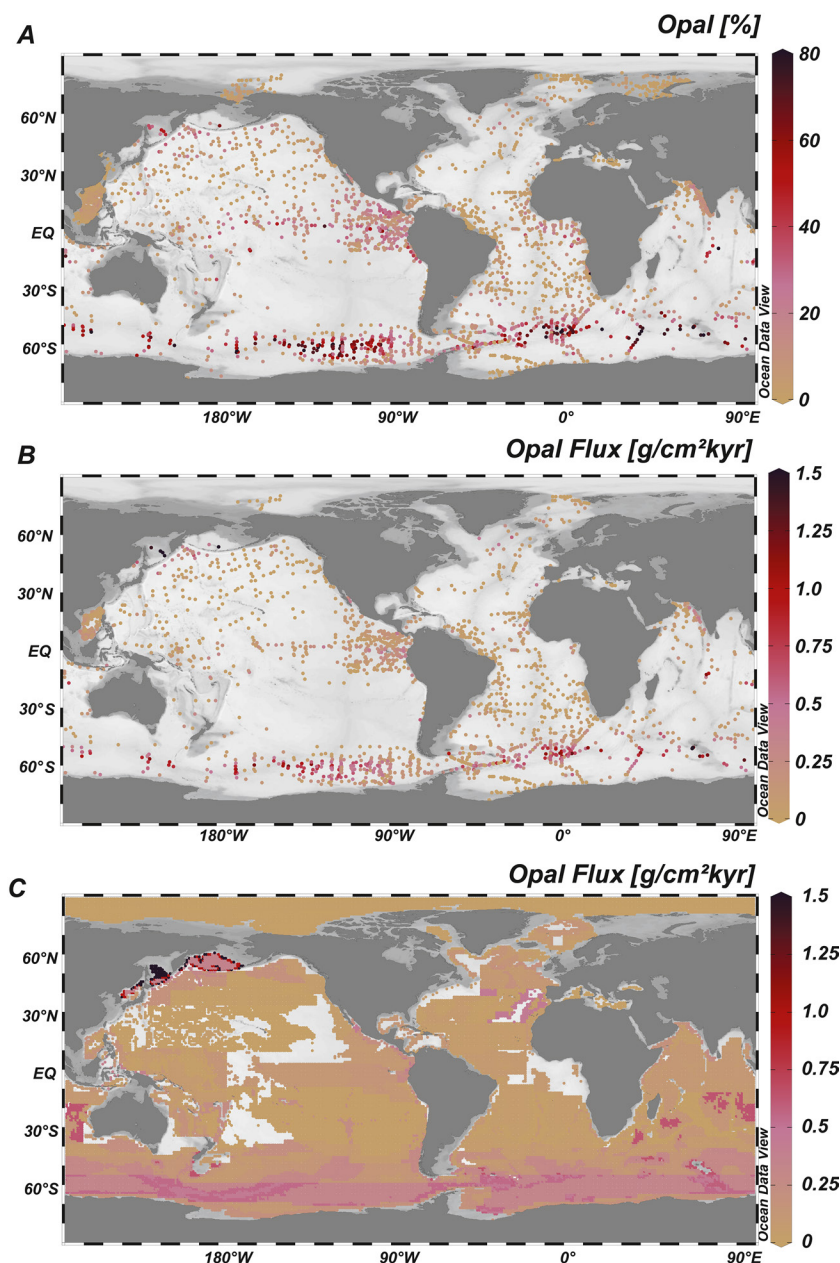 A
Opal [%]
80
60
40
20
0
60°N
30°N
EQ
30°S
60°S
180°W
90°W
0°
90°E
Ocean Data View
B
Opal Flux [g/cm²kyr]
1.5
1.25
1.0
0.75
0.5
0.25
0
60°N
30°N
EQ
30°S
60°S
180°W
90°W
0°
90°E
Ocean Data View
C
Opal Flux [g/cm²kyr]
1.5
1.25
1.0
0.75
0.5
0.25
0
60°N
30°N
EQ
30°S
60°S
180°W
90°W
0°
90°E
Ocean Data View